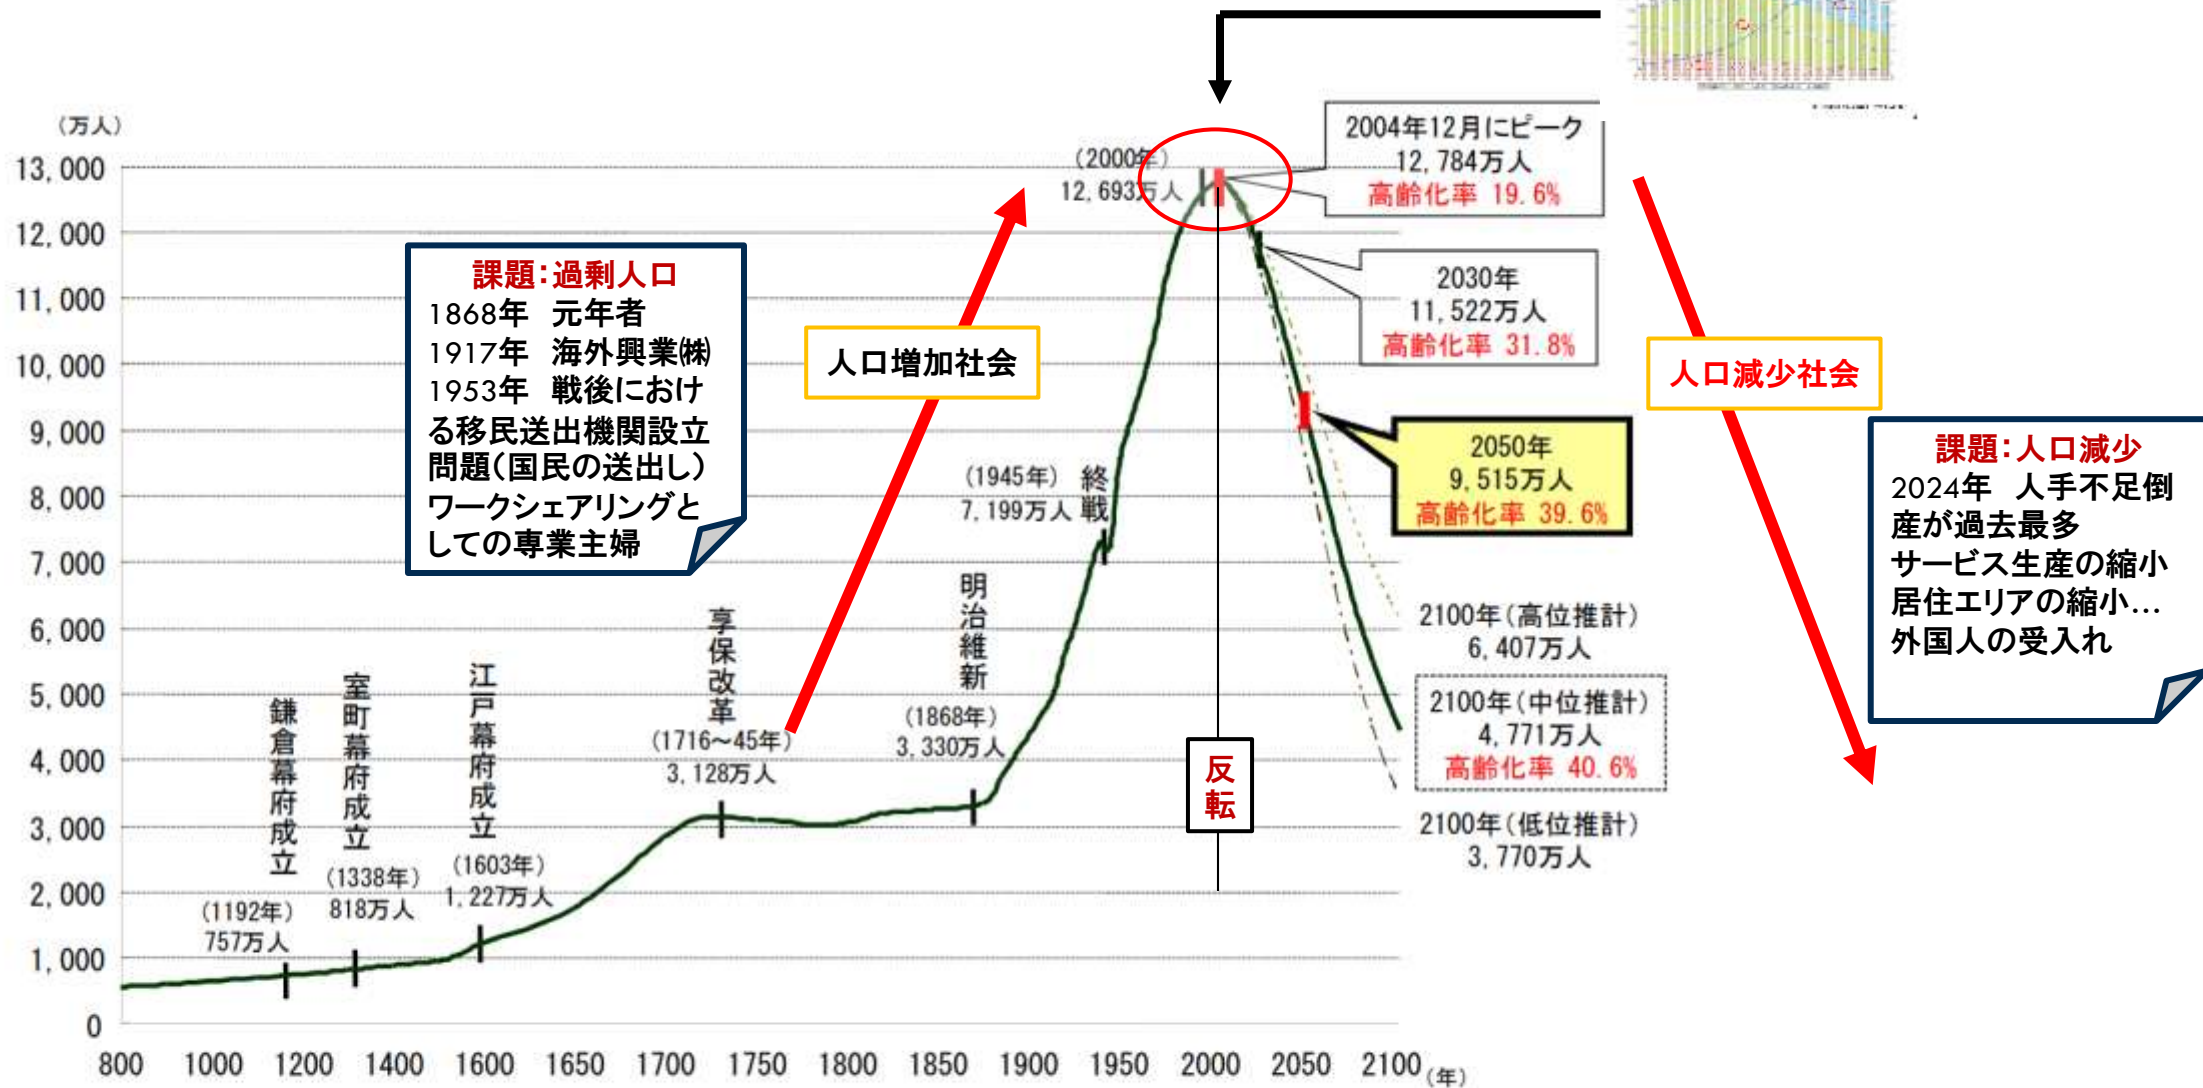 (万人)
13,000
12,000
11,000
10,000
9,000
8,000
7,000
6,000
5,000
4,000
3,000
2,000
1,000
0
800 1000 1200 1400 1600 1650 1700 1750 1800 1850 1900 1950 2000 2050 2100 (年)
課題：過剰人口
1868年 元年者
1917年 海外興業㈱
1953年 戦後におけ
る移民送出機関設立
問題（国民の送出し）
ワークシェアリングと
しての専業主婦
人口増加社会
鎌倉幕府成立
(1192年)
757万人
室町幕府成立
(1338年)
818万人
江戸幕府成立
(1603年)
1,227万人
享保改革
(1716～45年)
3,128万人
明治維新
(1868年)
3,330万人
終戦
(1945年)
7,199万人
(2000年)
12,693万人
2004年12月にピーク
12,784万人
高齢化率 19.6%
2030年
11,522万人
高齢化率 31.8%
2050年
9,515万人
高齢化率 39.6%
2100年(高位推計)
6,407万人
2100年(中位推計)
4,771万人
高齢化率 40.6%
2100年(低位推計)
3,770万人
反転
人口減少社会
課題：人口減少
2024年 人手不足倒
産が過去最多
サービス生産の縮小
居住エリアの縮小…
外国人の受入れ